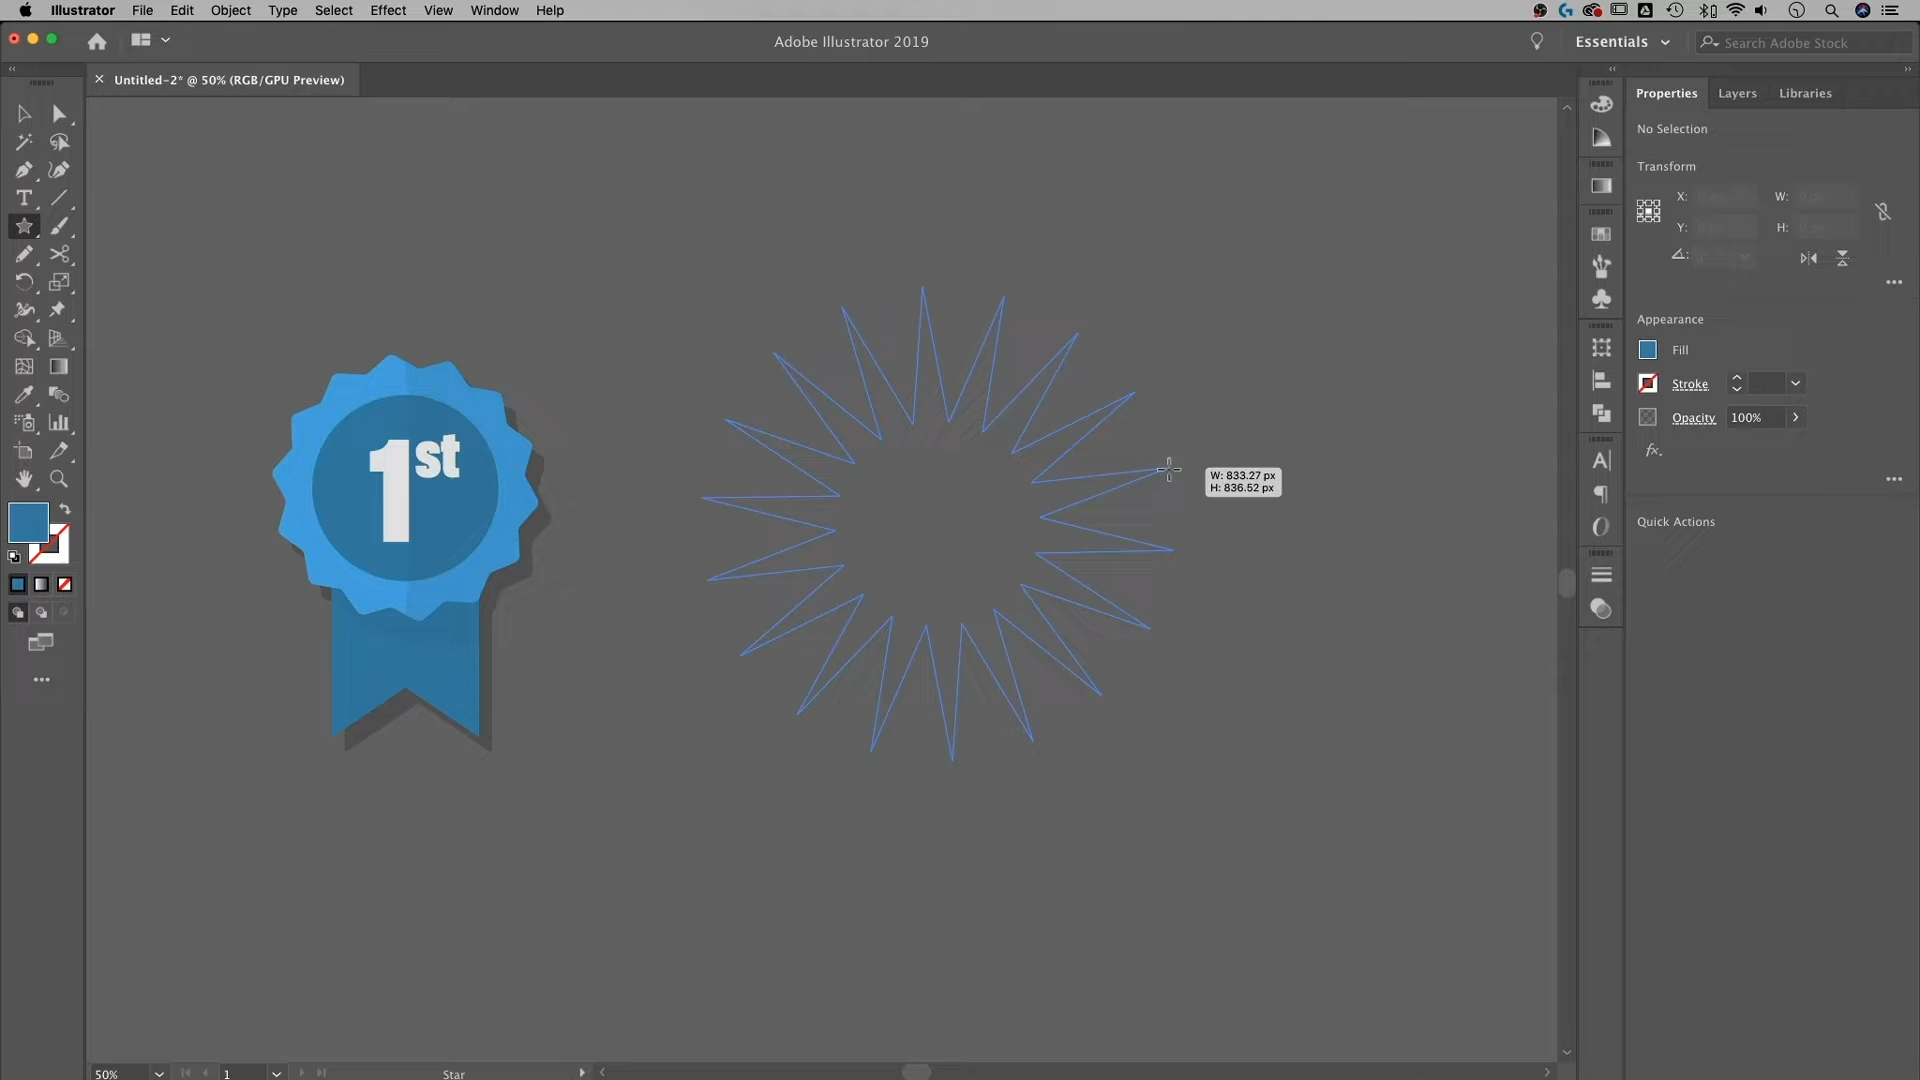 Illustrator File Edit Object Type Select Effect View Window Help
Adobe Illustrator 2019
Essentials
Search Adobe Stock
Untitled-2* @ 50% (RGB/GPU Preview)
Properties Layers Libraries
No Selection
Transform
X: W:
Y: H:
Appearance
Fill
Stroke
Opacity 100%
fx.
Quick Actions
1st
W: 833.27 px
H: 836.52 px
50% 1 Star